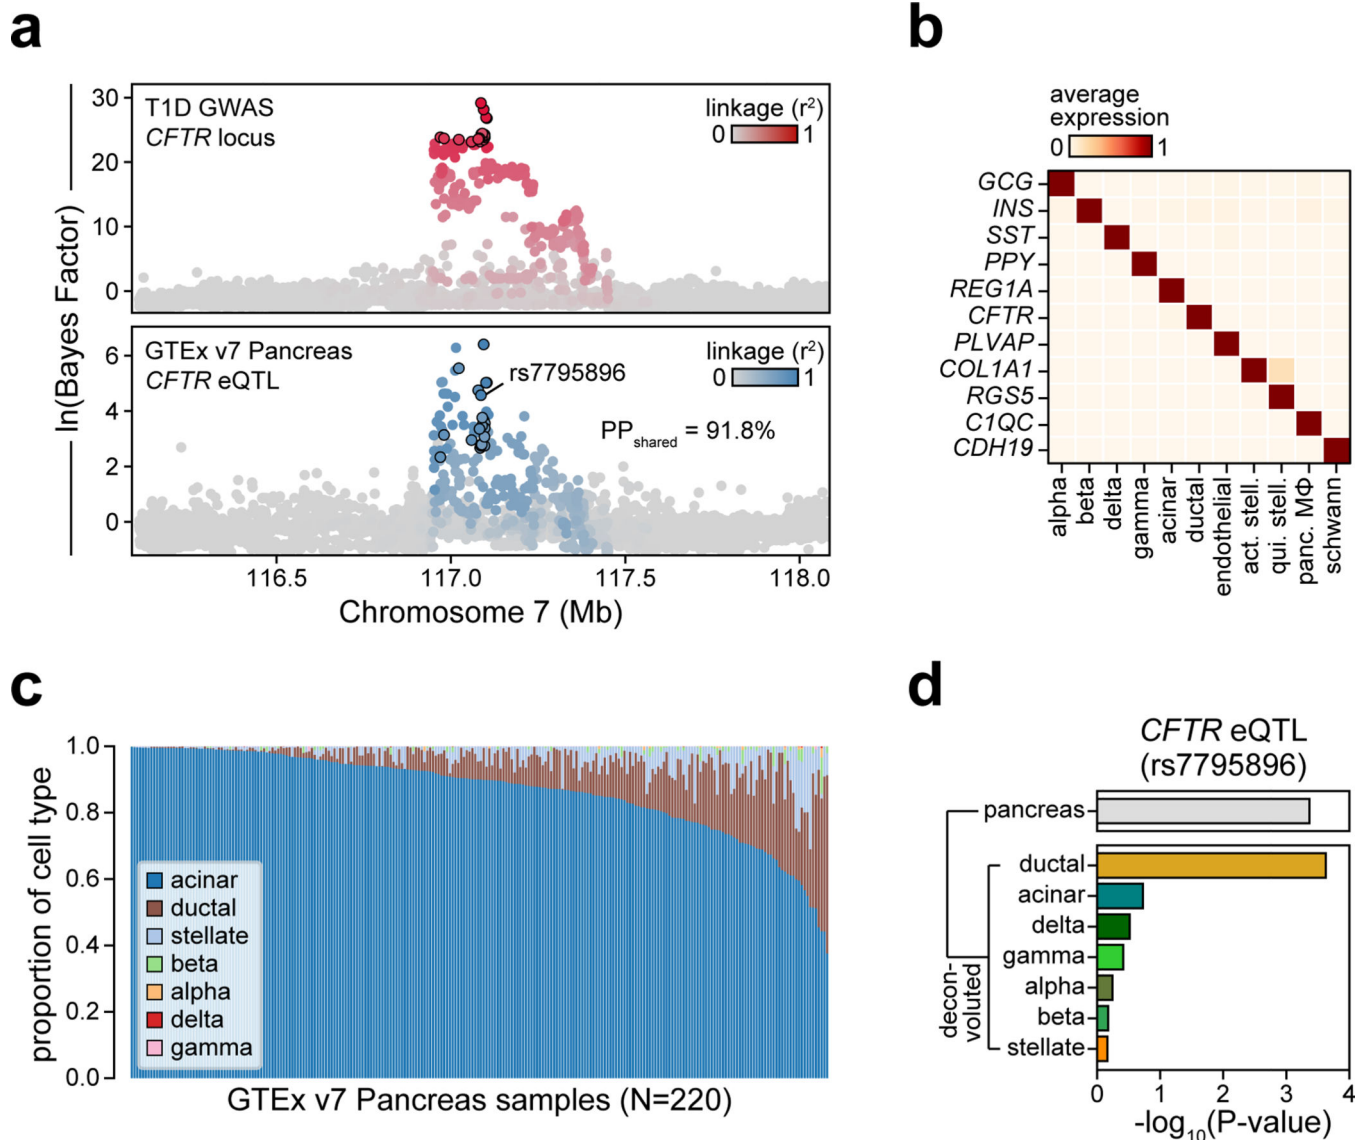 a
ln(Bayes Factor)
T1D GWAS
CFTR locus
linkage (r²)
0 1
30
20
10
0
GTEx v7 Pancreas
CFTR eQTL
linkage (r²)
0 1
rs7795896
PPshared = 91.8%
6
4
2
0
116.5 117.0 117.5 118.0
Chromosome 7 (Mb)
b
average
expression
0 1
GCG
INS
SST
PPY
REG1A
CFTR
PLVAP
COL1A1
RGS5
C1QC
CDH19
alpha
beta
delta
gamma
acinar
ductal
endothelial
act. stell.
qui. stell.
panc. MΦ
schwann
c
proportion of cell type
1.0
0.8
0.6
0.4
0.2
0.0
acinar
ductal
stellate
beta
alpha
delta
gamma
GTEx v7 Pancreas samples (N=220)
d
CFTR eQTL
(rs7795896)
pancreas
decon-
voluted
ductal
acinar
delta
gamma
alpha
beta
stellate
0 1 2 3 4
-log₁₀(P-value)